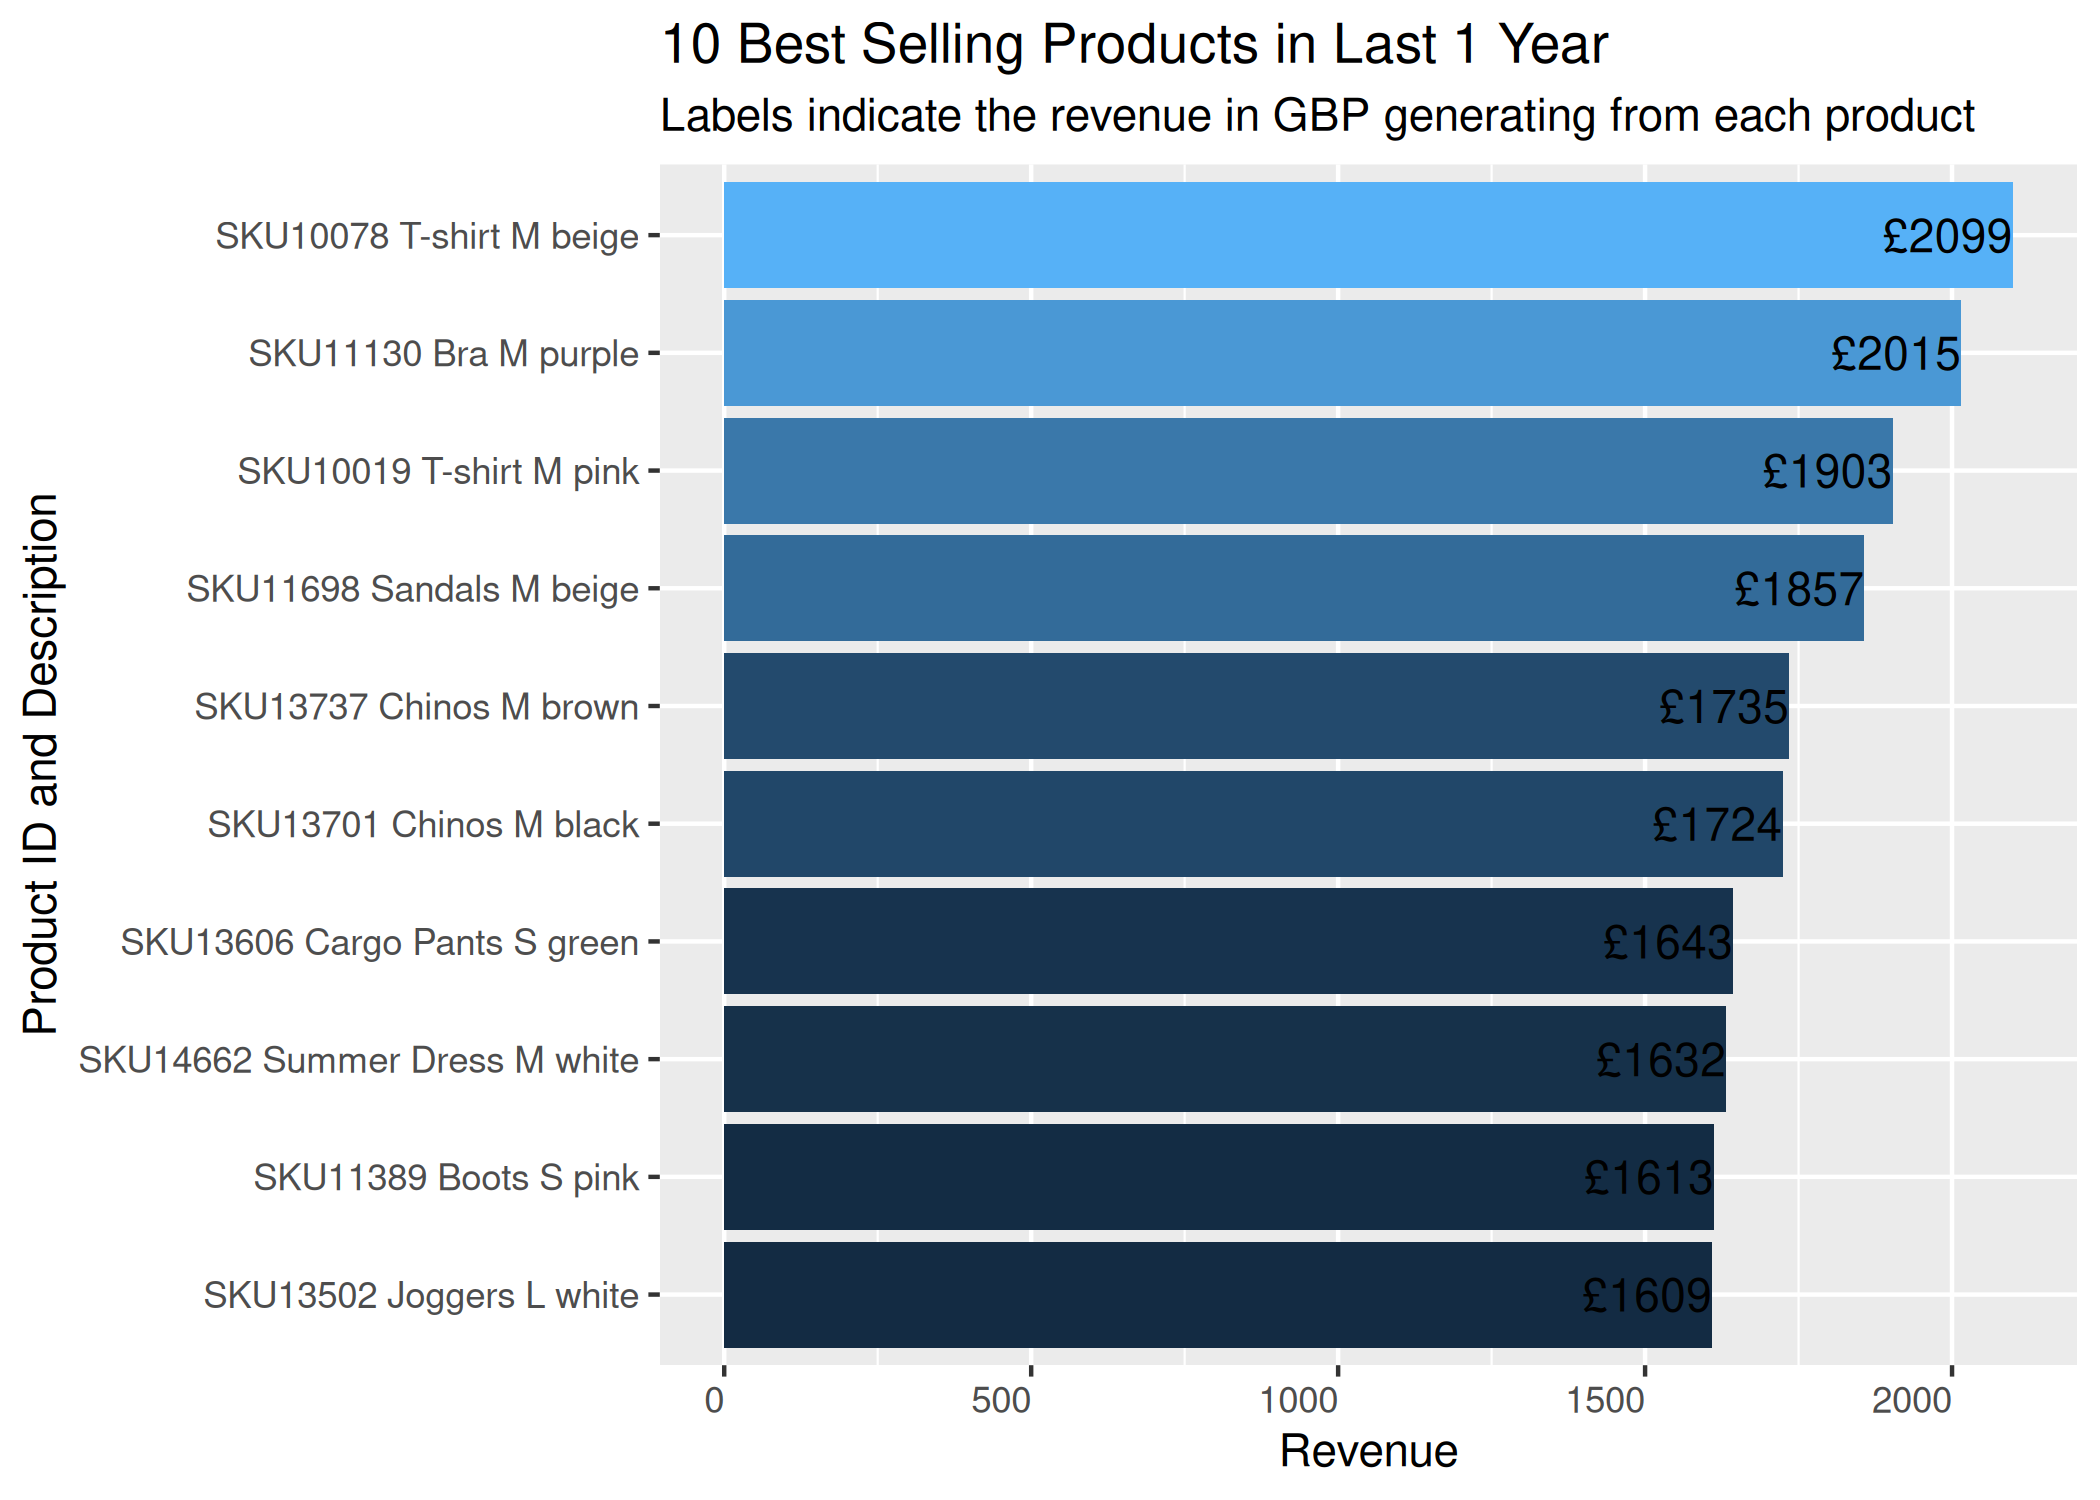 10 Best Selling Products in Last 1 Year
Labels indicate the revenue in GBP generating from each product
Product ID and Description
SKU10078 T-shirt M beige £2099
SKU11130 Bra M purple £2015
SKU10019 T-shirt M pink £1903
SKU11698 Sandals M beige £1857
SKU13737 Chinos M brown £1735
SKU13701 Chinos M black £1724
SKU13606 Cargo Pants S green £1643
SKU14662 Summer Dress M white £1632
SKU11389 Boots S pink £1613
SKU13502 Joggers L white £1609
0 500 1000 1500 2000
Revenue